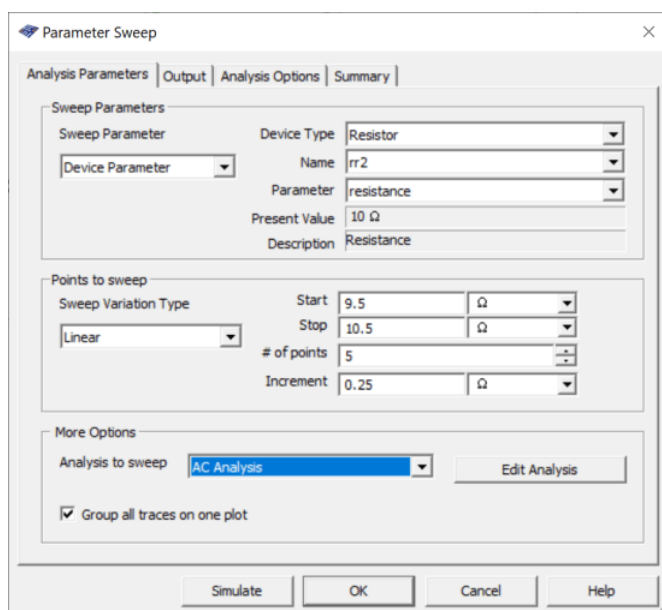 Parameter Sweep
Analysis Parameters Output Analysis Options Summary
Sweep Parameters
Sweep Parameter Device Type Resistor
Device Parameter Name rr2
Parameter resistance
Present Value 10 Ω
Description Resistance
Points to sweep
Sweep Variation Type Start 9.5 Ω
Linear Stop 10.5 Ω
# of points 5
Increment 0.25 Ω
More Options
Analysis to sweep AC Analysis Edit Analysis
Group all traces on one plot
Simulate OK Cancel Help